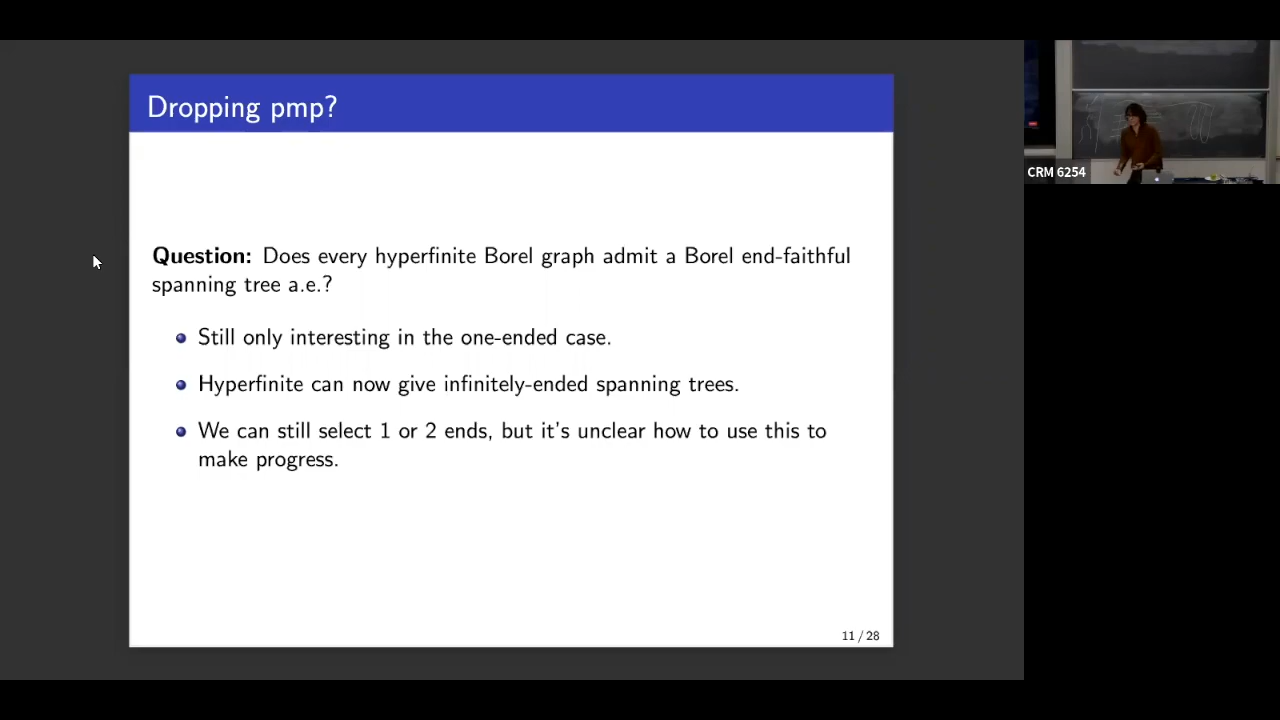 Dropping pmp?
Question: Does every hyperfinite Borel graph admit a Borel end-faithful
spanning tree a.e.?
Still only interesting in the one-ended case.
Hyperfinite can now give infinitely-ended spanning trees.
We can still select 1 or 2 ends, but it's unclear how to use this to
make progress.
11 / 28
CRM 6254